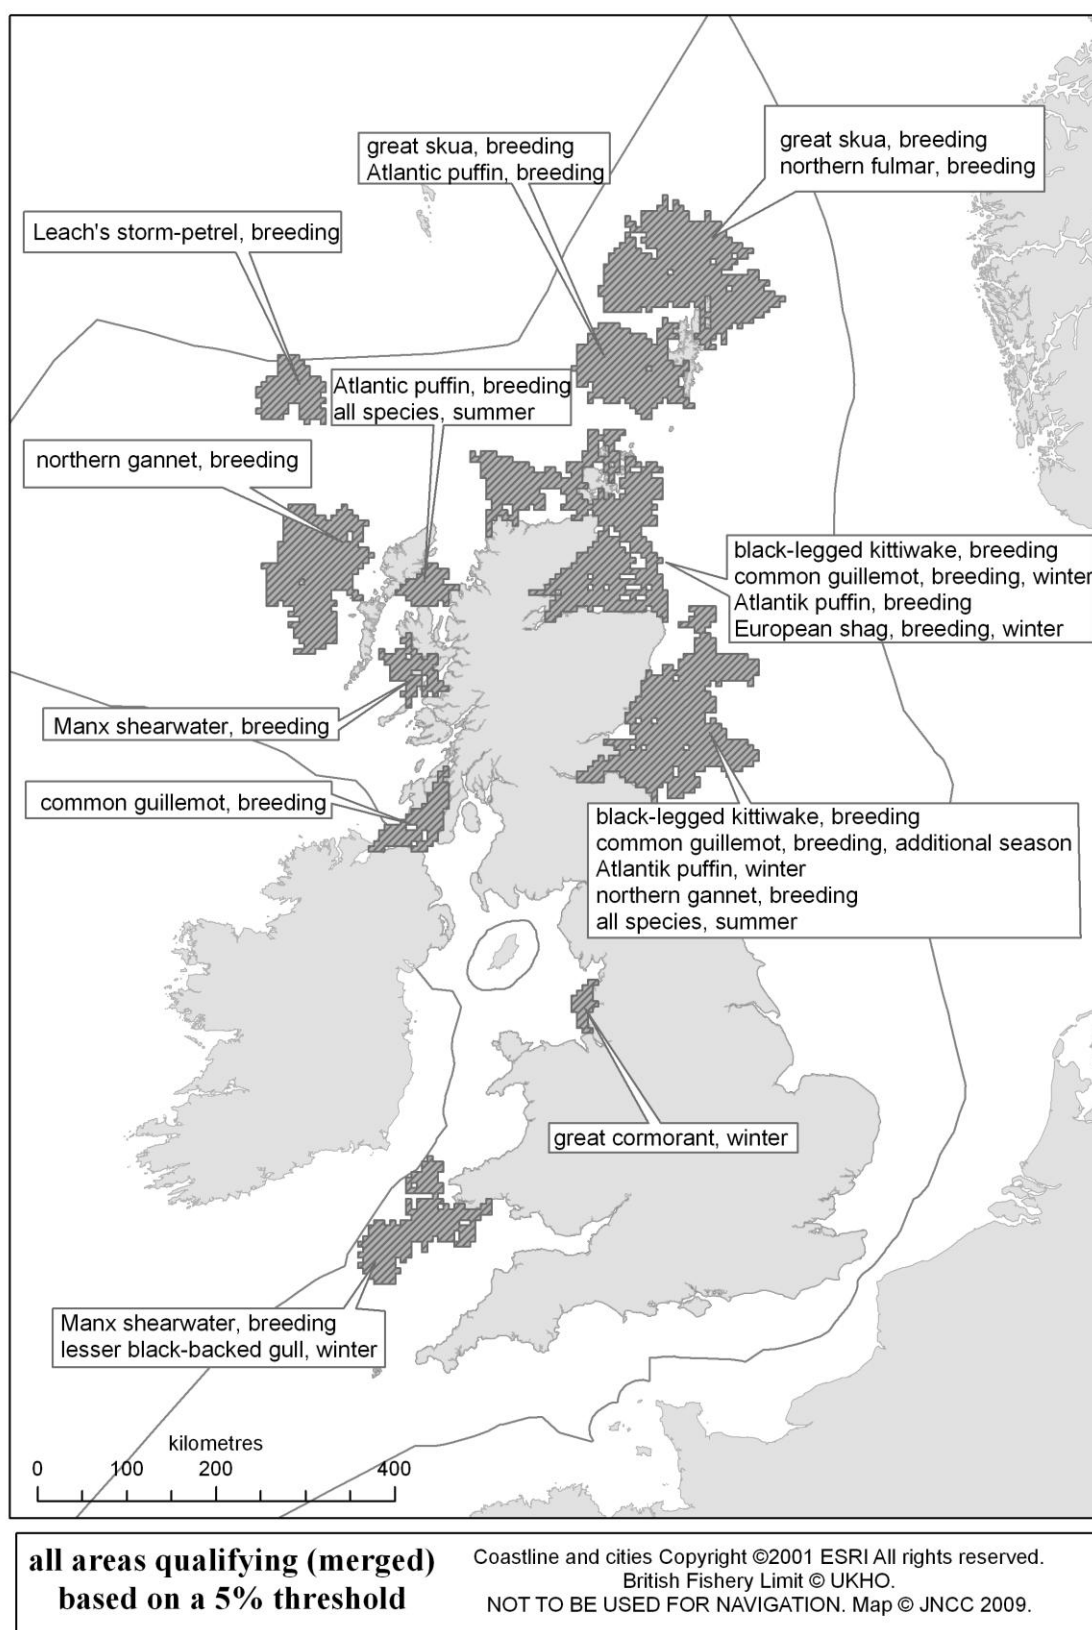 great skua, breeding
Atlantic puffin, breeding
great skua, breeding
northern fulmar, breeding
Leach's storm-petrel, breeding
Atlantic puffin, breeding
all species, summer
northern gannet, breeding
black-legged kittiwake, breeding
common guillemot, breeding, winter
Atlantik puffin, breeding
European shag, breeding, winter
Manx shearwater, breeding
common guillemot, breeding
black-legged kittiwake, breeding
common guillemot, breeding, additional season
Atlantik puffin, winter
northern gannet, breeding
all species, summer
great cormorant, winter
Manx shearwater, breeding
lesser black-backed gull, winter
kilometres
0 100 200 400
all areas qualifying (merged)
based on a 5% threshold
Coastline and cities Copyright ©2001 ESRI All rights reserved.
British Fishery Limit © UKHO.
NOT TO BE USED FOR NAVIGATION. Map © JNCC 2009.